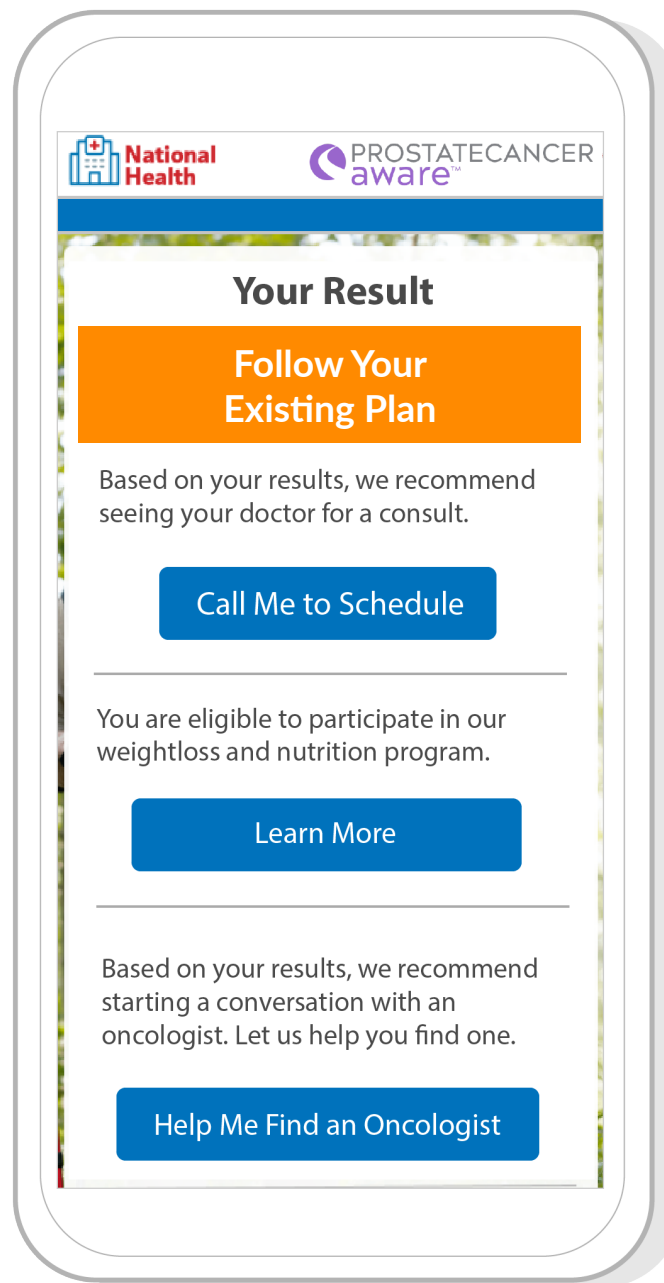 National
Health
PROSTATECANCER
aware™
Your Result
Follow Your
Existing Plan
Based on your results, we recommend
seeing your doctor for a consult.
Call Me to Schedule
You are eligible to participate in our
weightloss and nutrition program.
Learn More
Based on your results, we recommend
starting a conversation with an
oncologist. Let us help you find one.
Help Me Find an Oncologist